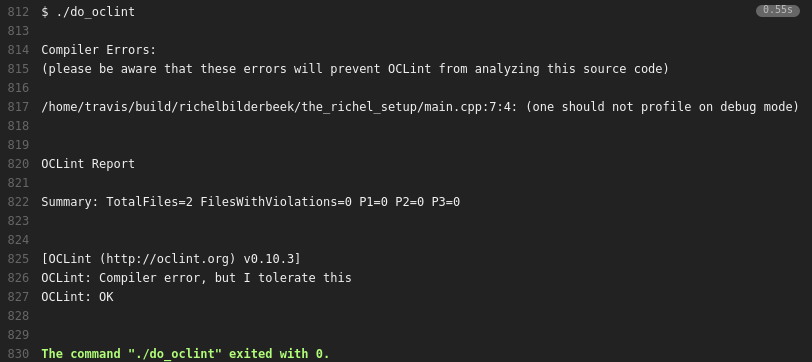 812 $ ./do_oclint 0.55s
813
814 Compiler Errors:
815 (please be aware that these errors will prevent OCLint from analyzing this source code)
816
817 /home/travis/build/richelbilderbeek/the_richel_setup/main.cpp:7:4: (one should not profile on debug mode)
818
819
820 OCLint Report
821
822 Summary: TotalFiles=2 FilesWithViolations=0 P1=0 P2=0 P3=0
823
824
825 [OCLint (http://oclint.org) v0.10.3]
826 OCLint: Compiler error, but I tolerate this
827 OCLint: OK
828
829
830 The command "./do_oclint" exited with 0.